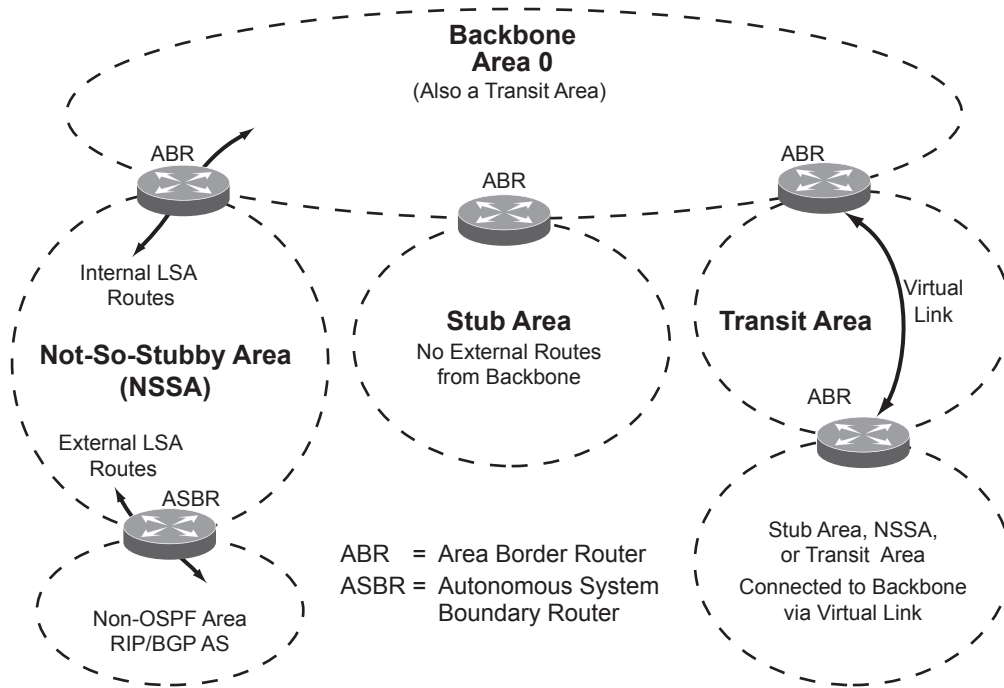 Backbone
Area 0
(Also a Transit Area)
ABR
ABR
ABR
Internal LSA
Routes
Not-So-Stubby Area
(NSSA)
Stub Area
No External Routes
from Backbone
Transit Area
Virtual
Link
External LSA
Routes
ASBR
ABR
Non-OSPF Area
RIP/BGP AS
ABR = Area Border Router
ASBR = Autonomous System
Boundary Router
Stub Area, NSSA,
or Transit Area
Connected to Backbone
via Virtual Link